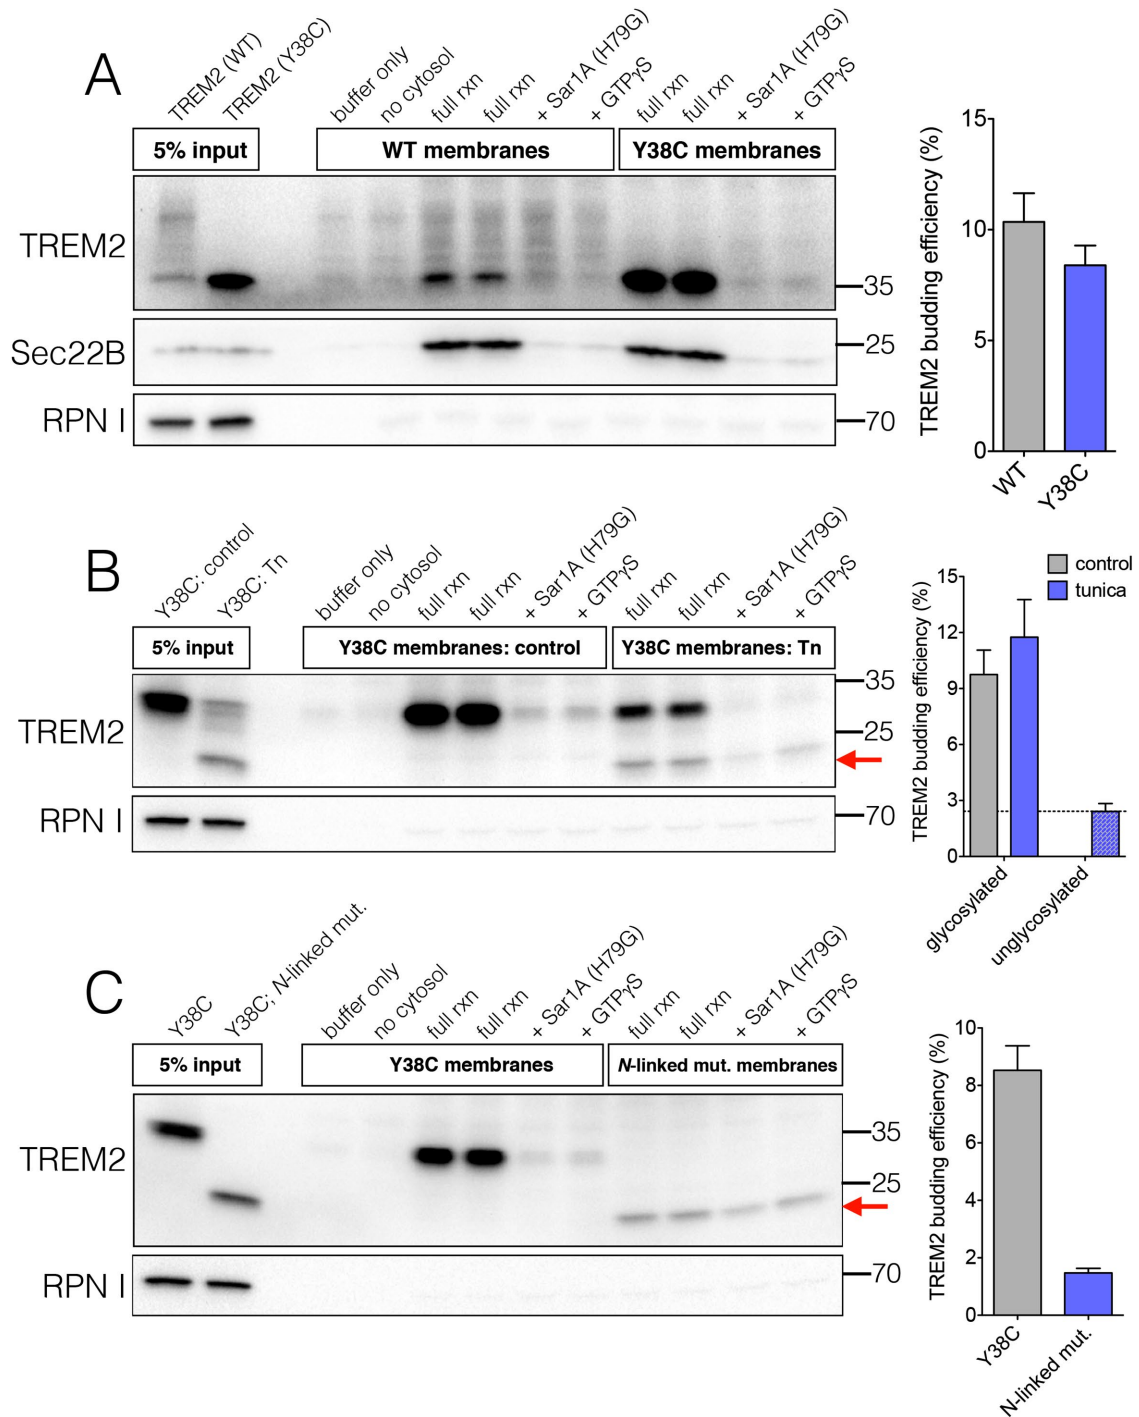 A
TREM2 (WT)
TREM2 (Y38C)
buffer only
no cytosol
full rxn
full rxn
+ Sar1A (H79G)
+ GTPγS
full rxn
full rxn
+ Sar1A (H79G)
+ GTPγS
5% input
WT membranes
Y38C membranes
TREM2
35
Sec22B
25
RPN I
70
TREM2 budding efficiency (%)
15
10
5
0
WT
Y38C
B
Y38C: control
Y38C: Tn
buffer only
no cytosol
full rxn
full rxn
+ Sar1A (H79G)
+ GTPγS
full rxn
full rxn
+ Sar1A (H79G)
+ GTPγS
5% input
Y38C membranes: control
Y38C membranes: Tn
TREM2
35
25
RPN I
70
control
tunica
TREM2 budding efficiency (%)
15
12
9
6
3
0
glycosylated
unglycosylated
C
Y38C
Y38C; N-linked mut.
buffer only
no cytosol
full rxn
full rxn
+ Sar1A (H79G)
+ GTPγS
full rxn
full rxn
+ Sar1A (H79G)
+ GTPγS
5% input
Y38C membranes
N-linked mut. membranes
TREM2
35
25
RPN I
70
TREM2 budding efficiency (%)
10
8
6
4
2
0
Y38C
N-linked mut.